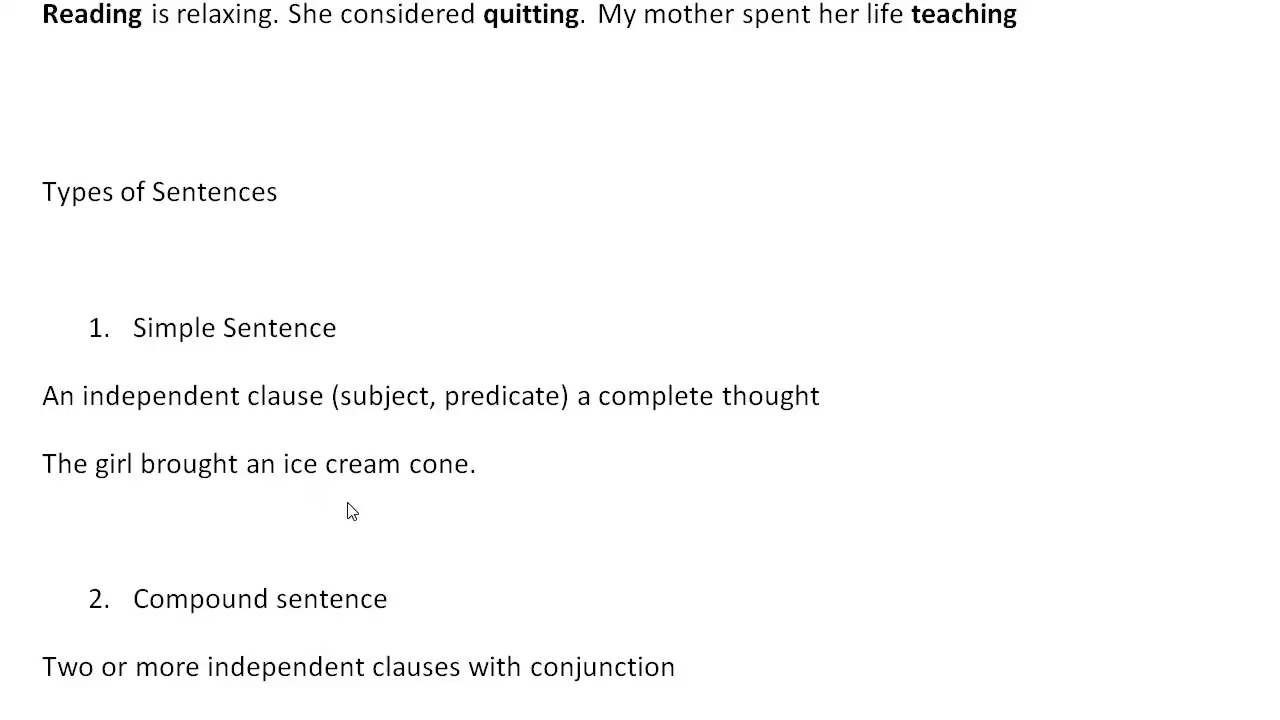 Reading is relaxing. She considered quitting. My mother spent her life teaching
Types of Sentences
1. Simple Sentence
An independent clause (subject, predicate) a complete thought
The girl brought an ice cream cone.
2. Compound sentence
Two or more independent clauses with conjunction